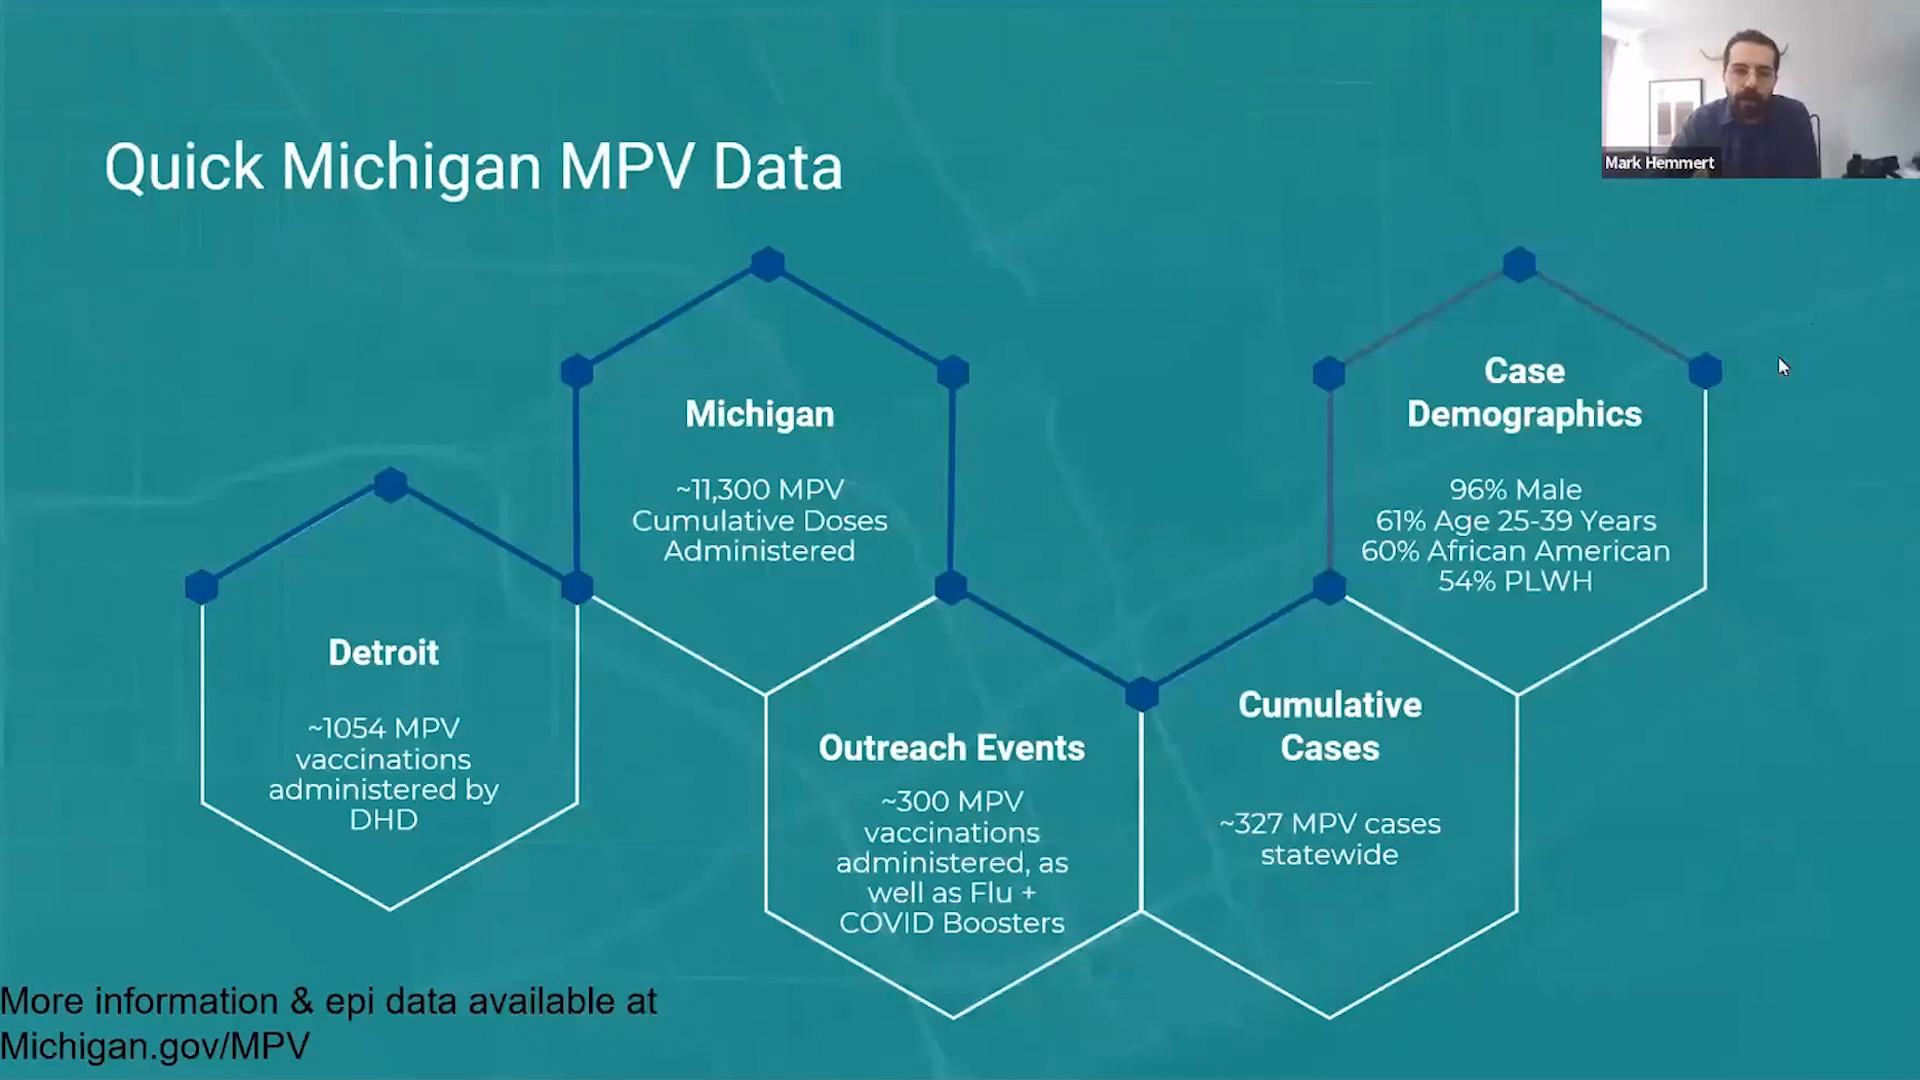 Quick Michigan MPV Data
Mark Hemmert
Detroit
~1054 MPV
vaccinations
administered by
DHD
Michigan
~11,300 MPV
Cumulative Doses
Administered
Outreach Events
~300 MPV
vaccinations
administered, as
well as Flu +
COVID Boosters
Cumulative
Cases
~327 MPV cases
statewide
Case
Demographics
96% Male
61% Age 25-39 Years
60% African American
54% PLWH
More information & epi data available at
Michigan.gov/MPV